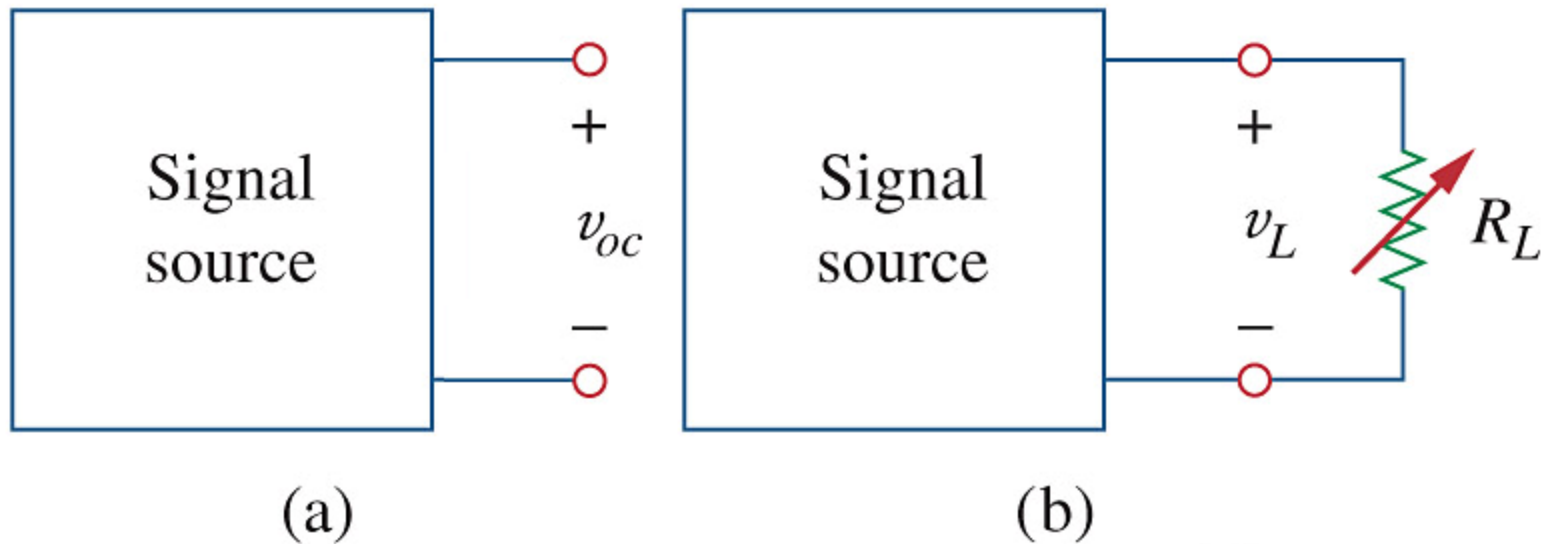 Signal
source
+
v_oc
−
(a)
Signal
source
+
v_L
−
R_L
(b)